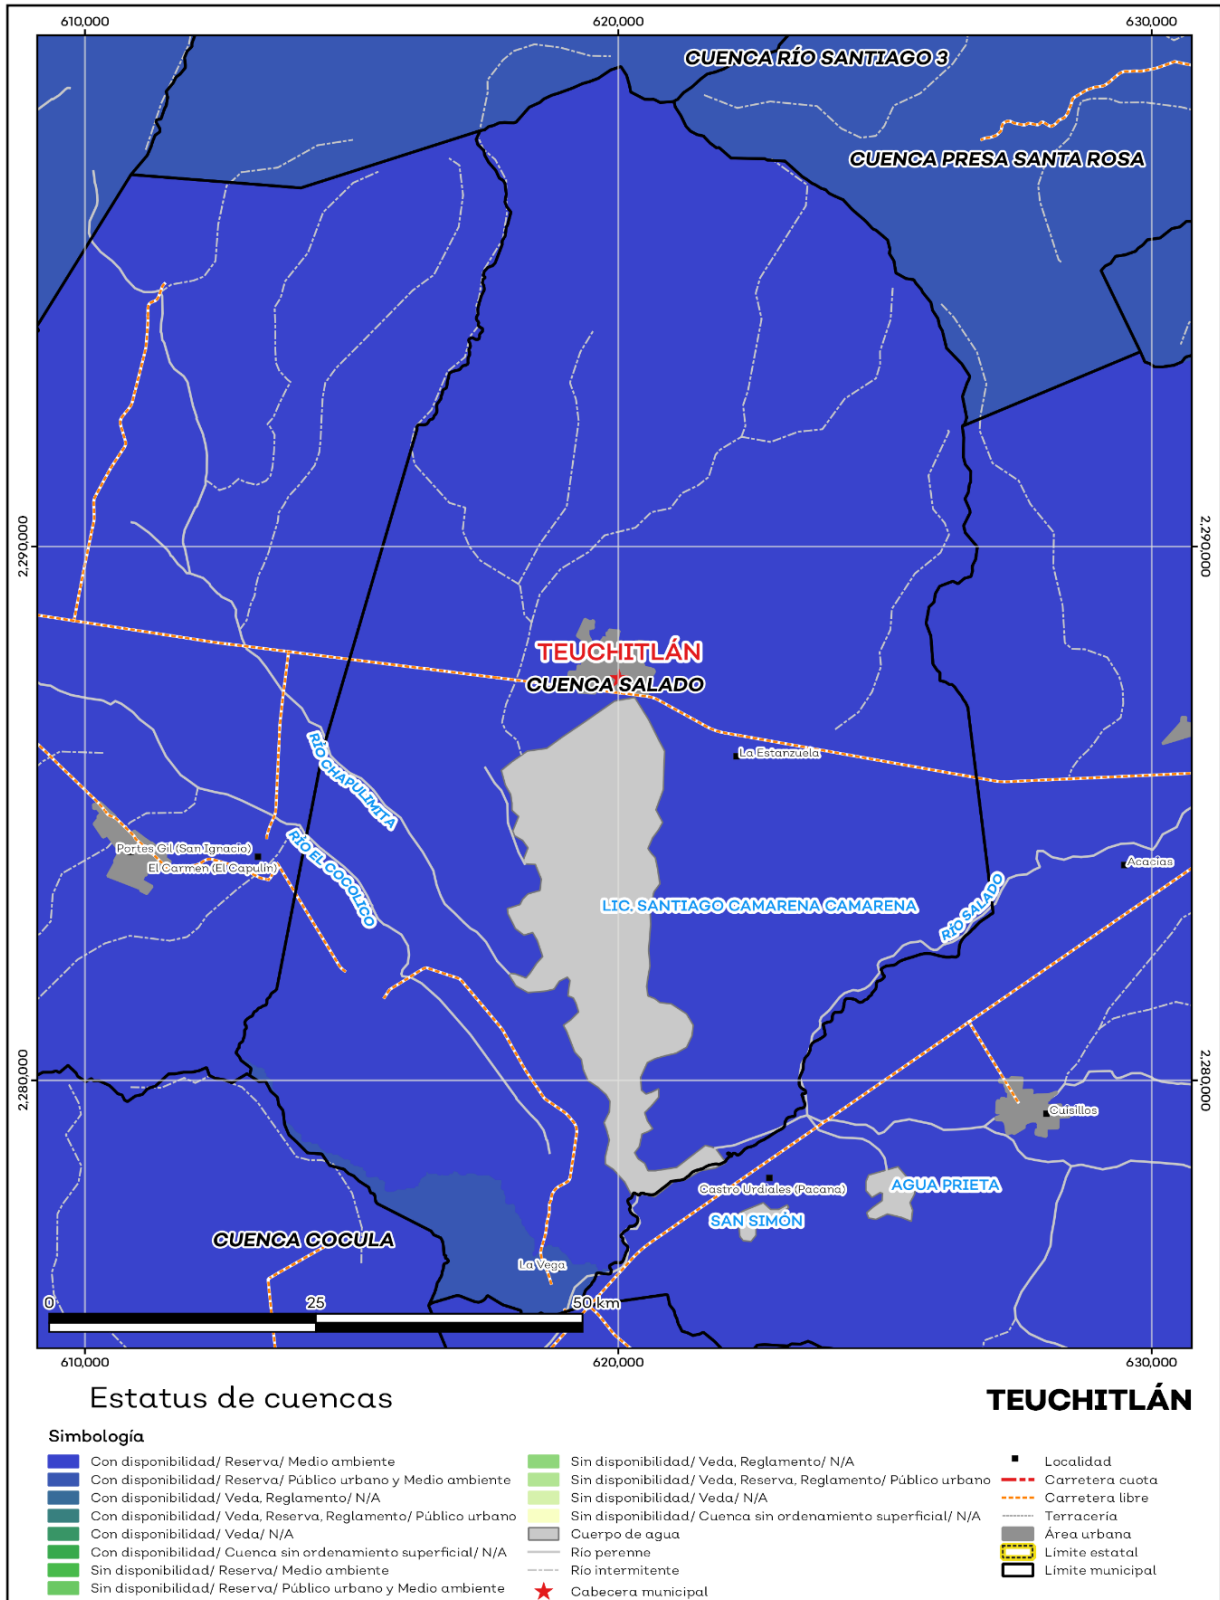 610,000
620,000
630,000
CUENCA RÍO SANTIAGO 3
CUENCA PRESA SANTA ROSA
2,290,000
2,290,000
TEUCHITLÁN
CUENCA SALADO
La Estanzuela
RÍO CHAPULIMITA
RÍO EL COCOLICO
Portes Gil (San Ignacio)
El Carmen (El Capulín)
Acacias
LIC. SANTIAGO CAMARENA CAMARENA
RÍO SALADO
2,280,000
2,280,000
Cuisillos
Castro Urdiales (Pacana)
AGUA PRIETA
SAN SIMÓN
CUENCA COCULA
La Vega
0
25
50 km
610,000
620,000
630,000
Estatus de cuencas
TEUCHITLÁN
Simbología
Con disponibilidad/ Reserva/ Medio ambiente
Con disponibilidad/ Reserva/ Público urbano y Medio ambiente
Con disponibilidad/ Veda, Reglamento/ N/A
Con disponibilidad/ Veda, Reserva, Reglamento/ Público urbano
Con disponibilidad/ Veda/ N/A
Con disponibilidad/ Cuenca sin ordenamiento superficial/ N/A
Sin disponibilidad/ Reserva/ Medio ambiente
Sin disponibilidad/ Reserva/ Público urbano y Medio ambiente
Sin disponibilidad/ Veda, Reglamento/ N/A
Sin disponibilidad/ Veda, Reserva, Reglamento/ Público urbano
Sin disponibilidad/ Veda/ N/A
Sin disponibilidad/ Cuenca sin ordenamiento superficial/ N/A
Cuerpo de agua
Río perenne
Río intermitente
Cabecera municipal
Localidad
Carretera cuota
Carretera libre
Terracería
Área urbana
Límite estatal
Límite municipal